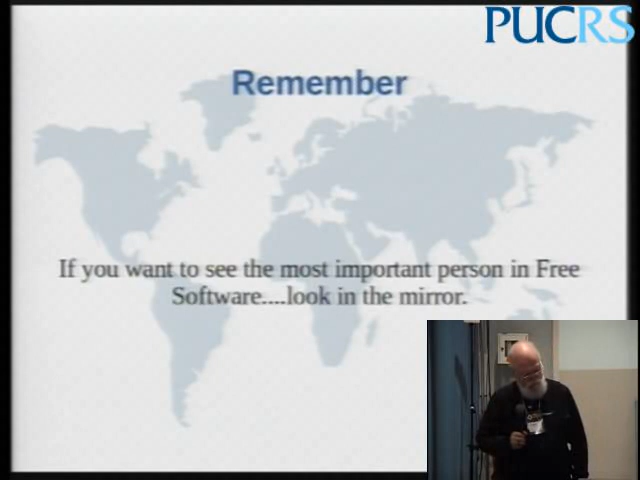 PUCRS
Remember
If you want to see the most important person in Free
Software....look in the mirror.